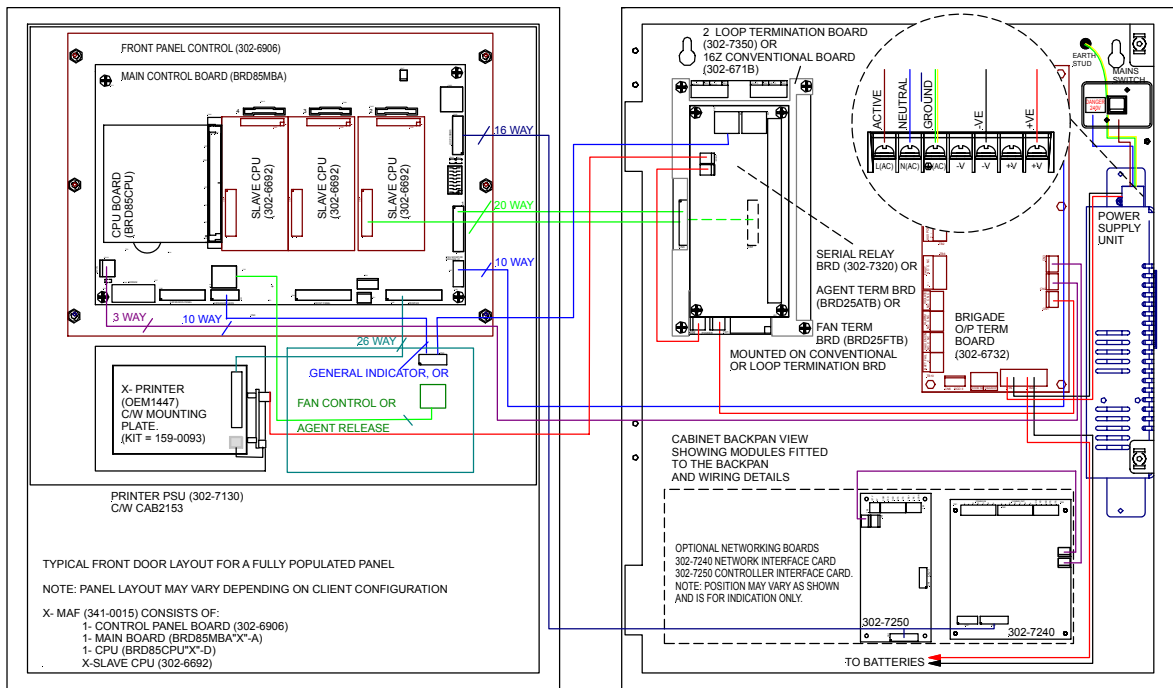 FRONT PANEL CONTROL (302-6906)
MAIN CONTROL BOARD (BRD85MBA)
CPU BOARD
(BRD85CPU)
SLAVE CPU
(302-6692)
SLAVE CPU
(302-6692)
SLAVE CPU
(302-6692)
16 WAY
20 WAY
10 WAY
3 WAY
10 WAY
26 WAY
GENERAL INDICATOR, OR
FAN CONTROL OR
AGENT RELEASE
X- PRINTER
(OEM1447)
C/W MOUNTING
PLATE.
(KIT = 159-0093)
PRINTER PSU (302-7130)
C/W CAB2153
TYPICAL FRONT DOOR LAYOUT FOR A FULLY POPULATED PANEL
NOTE: PANEL LAYOUT MAY VARY DEPENDING ON CLIENT CONFIGURATION
X- MAF (341-0015) CONSISTS OF:
1- CONTROL PANEL BOARD (302-6906)
1- MAIN BOARD (BRD85MBA"X"-A)
1- CPU (BRD85CPU"X"-D)
X-SLAVE CPU (302-6692)
2 LOOP TERMINATION BOARD
(302-7350) OR
16Z CONVENTIONAL BOARD
(302-671B)
ACTIVE
NEUTRAL
GROUND
-VE
+VE
L(AC)
N(AC)
(AC)
-V
-V
+V
+V
EARTH
STUD
MAINS
SWITCH
DANGER
240V
POWER
SUPPLY
UNIT
SERIAL RELAY
BRD (302-7320) OR
AGENT TERM BRD
(BRD25ATB) OR
FAN TERM
BRD (BRD25FTB)
MOUNTED ON CONVENTIONAL
OR LOOP TERMINATION BRD
BRIGADE
O/P TERM
BOARD
(302-6732)
CABINET BACKPAN VIEW
SHOWING MODULES FITTED
TO THE BACKPAN
AND WIRING DETAILS
OPTIONAL NETWORKING BOARDS
302-7240 NETWORK INTERFACE CARD
302-7250 CONTROLLER INTERFACE CARD.
NOTE: POSITION MAY VARY AS SHOWN
AND IS FOR INDICATION ONLY.
302-7250
302-7240
TO BATTERIES